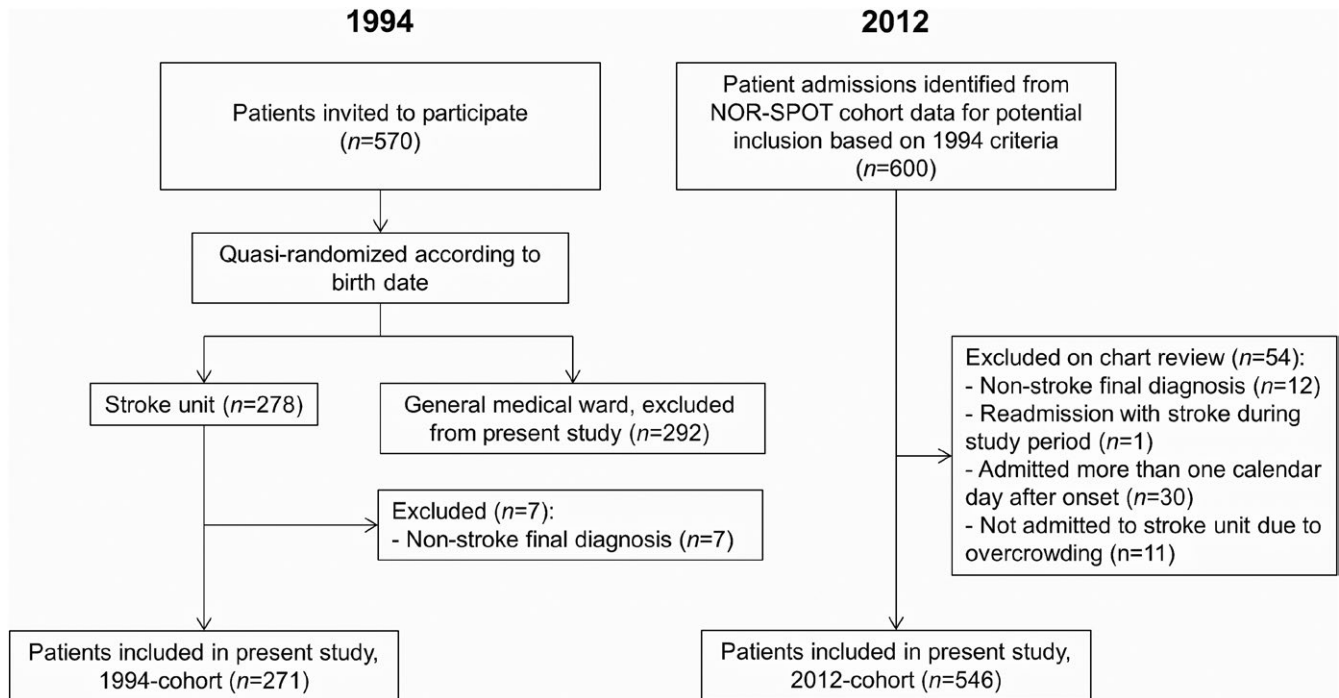 1994
Patients invited to participate
(n=570)
Quasi-randomized according to
birth date
Stroke unit (n=278)
General medical ward, excluded
from present study (n=292)
Excluded (n=7):
- Non-stroke final diagnosis (n=7)
Patients included in present study,
1994-cohort (n=271)
2012
Patient admissions identified from
NOR-SPOT cohort data for potential
inclusion based on 1994 criteria
(n=600)
Excluded on chart review (n=54):
- Non-stroke final diagnosis (n=12)
- Readmission with stroke during
study period (n=1)
- Admitted more than one calendar
day after onset (n=30)
- Not admitted to stroke unit due to
overcrowding (n=11)
Patients included in present study,
2012-cohort (n=546)